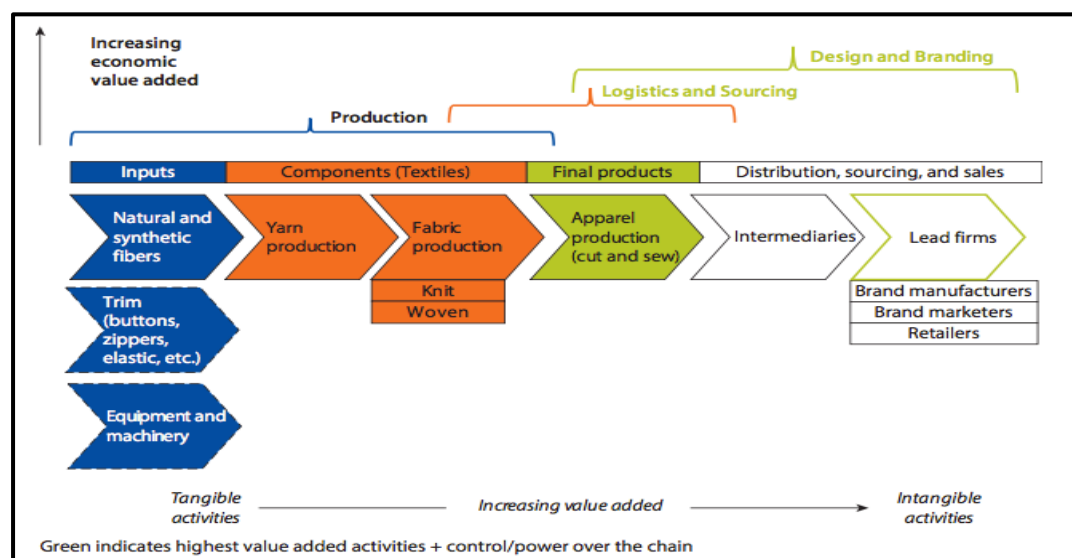 Increasing
economic
value added
Design and Branding
Logistics and Sourcing
Production
Inputs
Components (Textiles)
Final products
Distribution, sourcing, and sales
Natural and
synthetic
fibers
Yarn
production
Fabric
production
Apparel
production
(cut and sew)
Intermediaries
Lead firms
Knit
Woven
Brand manufacturers
Brand marketers
Retailers
Trim
(buttons,
zippers,
elastic, etc.)
Equipment and
machinery
Tangible
activities
Increasing value added
Intangible
activities
Green indicates highest value added activities + control/power over the chain